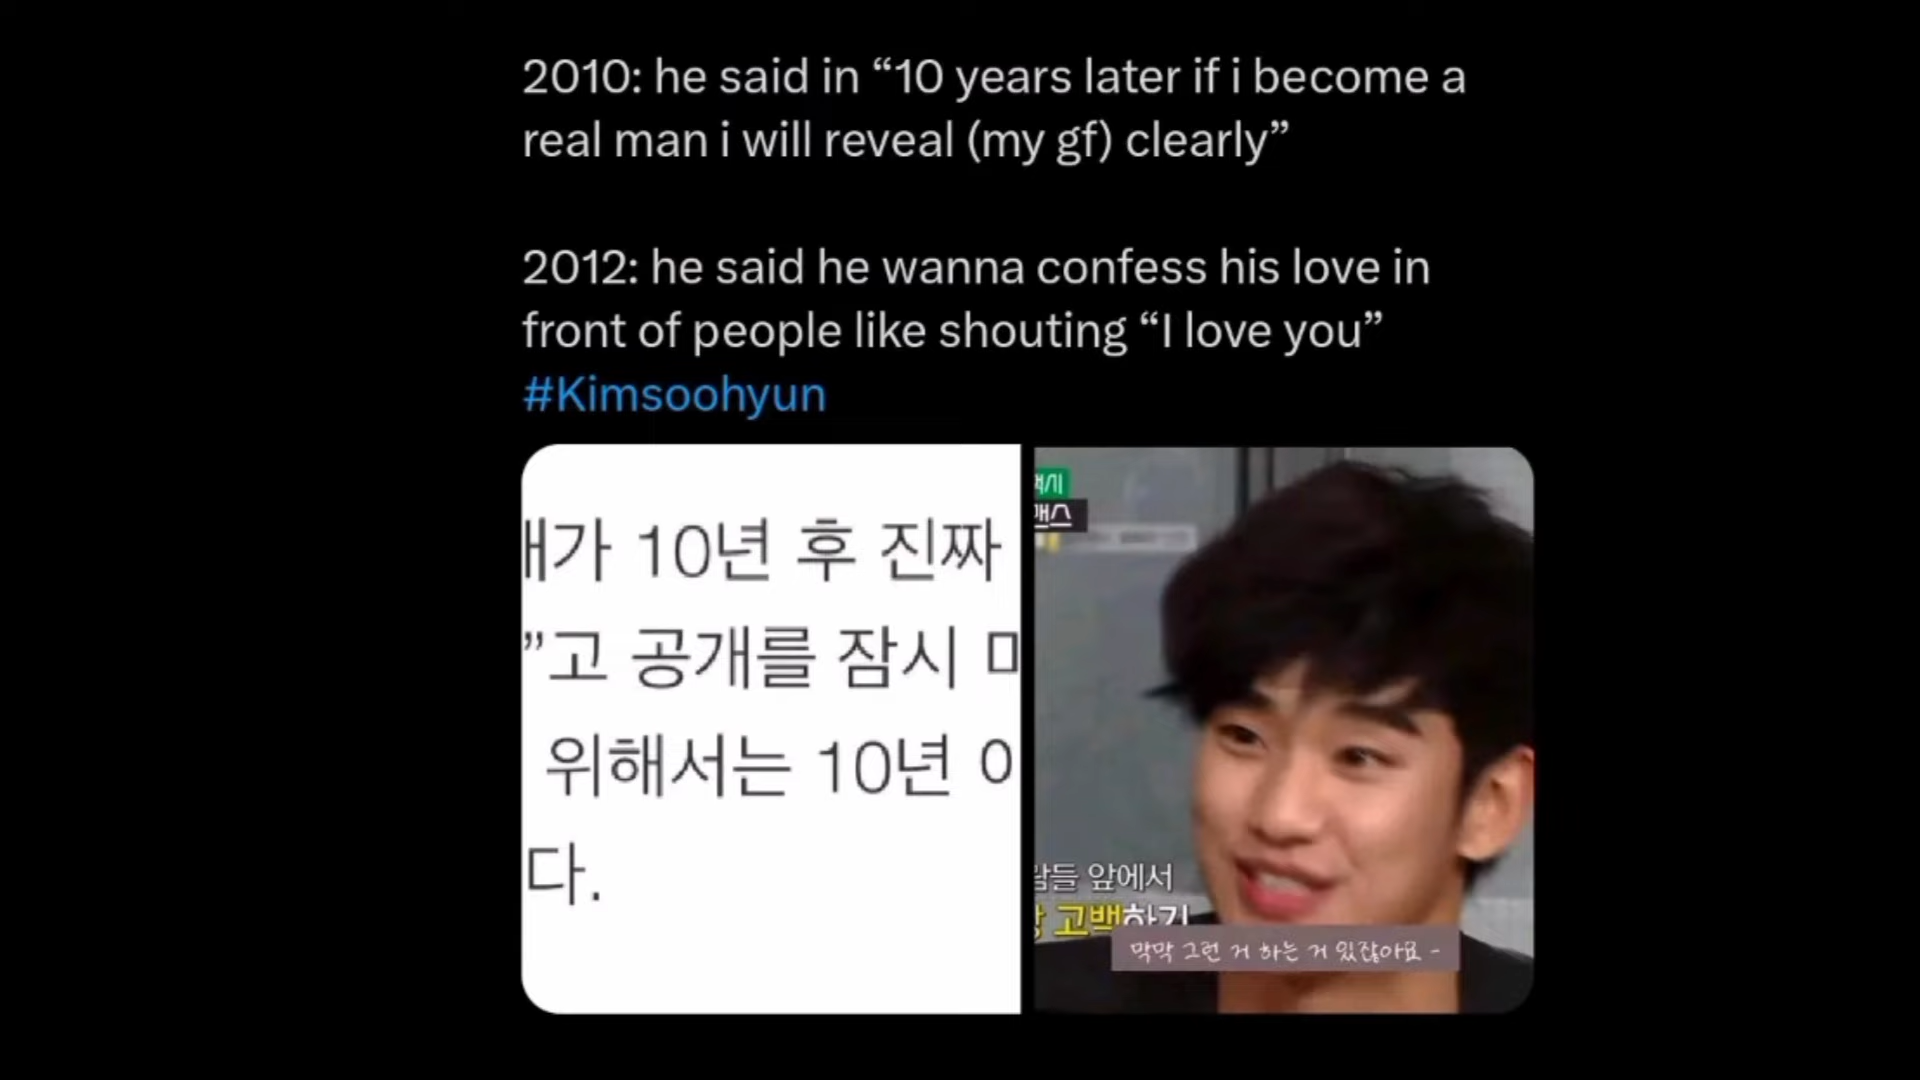 2010: he said in “10 years later if i become a
real man i will reveal (my gf) clearly”
2012: he said he wanna confess his love in
front of people like shouting “I love you”
#Kimsoohyun
10년 후 진짜
”고 공개를 잠시
위해서는 10년
다.
앞에서
고백하기
막막 그런 거 하는 거 있잖아요 -